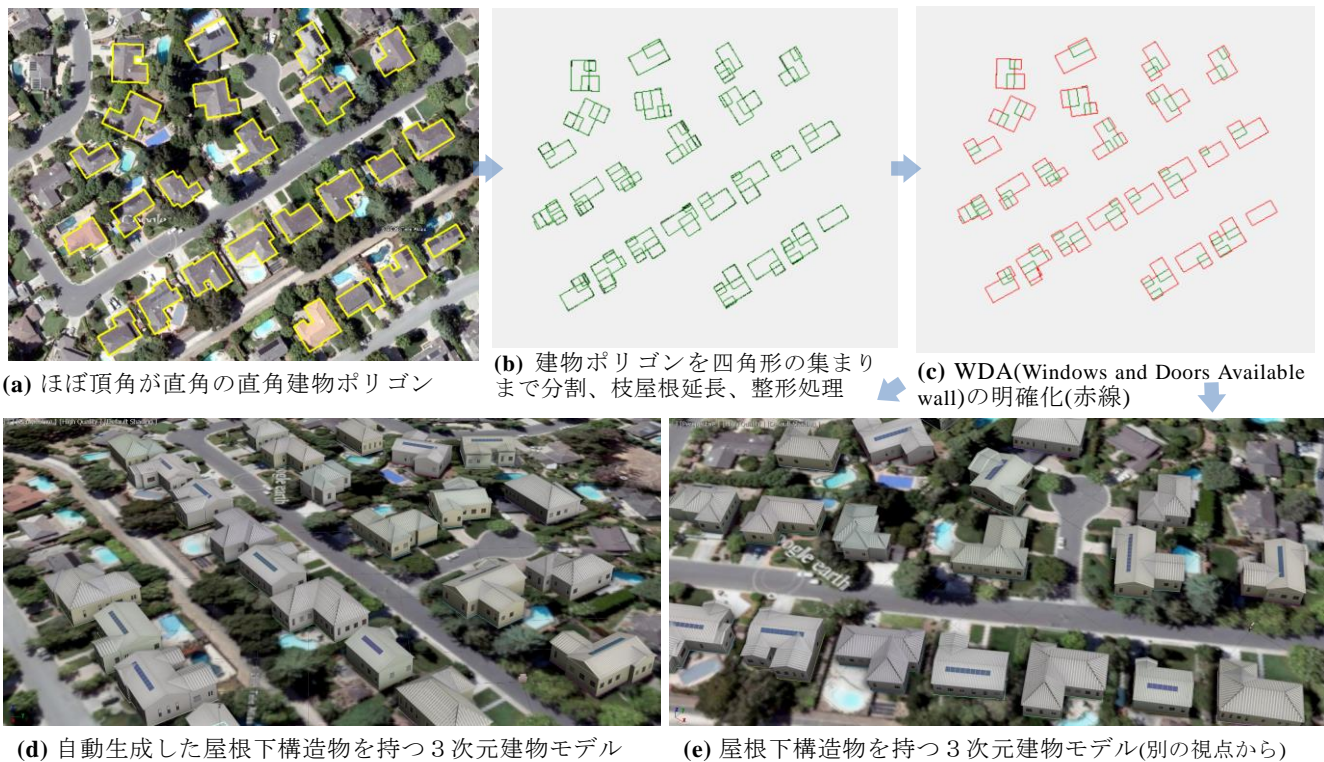 Google
(a) ほぼ頂角が直角の直角建物ポリゴン
(b) 建物ポリゴンを四角形の集まり
まで分割、枝屋根延長、整形処理
(c) WDA(Windows and Doors Available
wall)の明確化(赤線)
gle earth
(d) 自動生成した屋根下構造物を持つ３次元建物モデル
(e) 屋根下構造物を持つ３次元建物モデル(別の視点から)